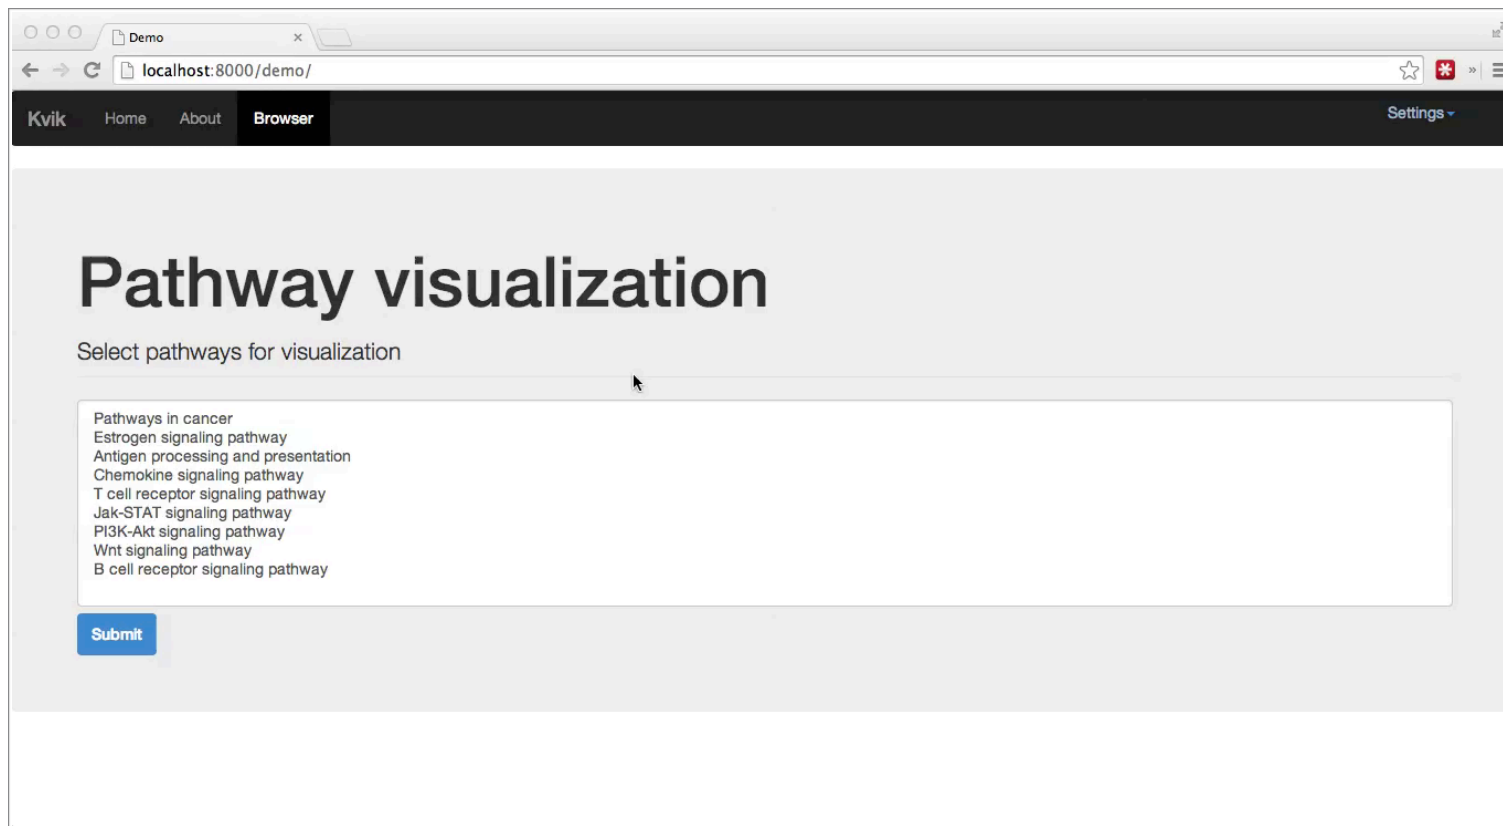 Demo
localhost:8000/demo/
Kvik Home About Browser Settings
Pathway visualization
Select pathways for visualization
Pathways in cancer
Estrogen signaling pathway
Antigen processing and presentation
Chemokine signaling pathway
T cell receptor signaling pathway
Jak-STAT signaling pathway
PI3K-Akt signaling pathway
Wnt signaling pathway
B cell receptor signaling pathway
Submit